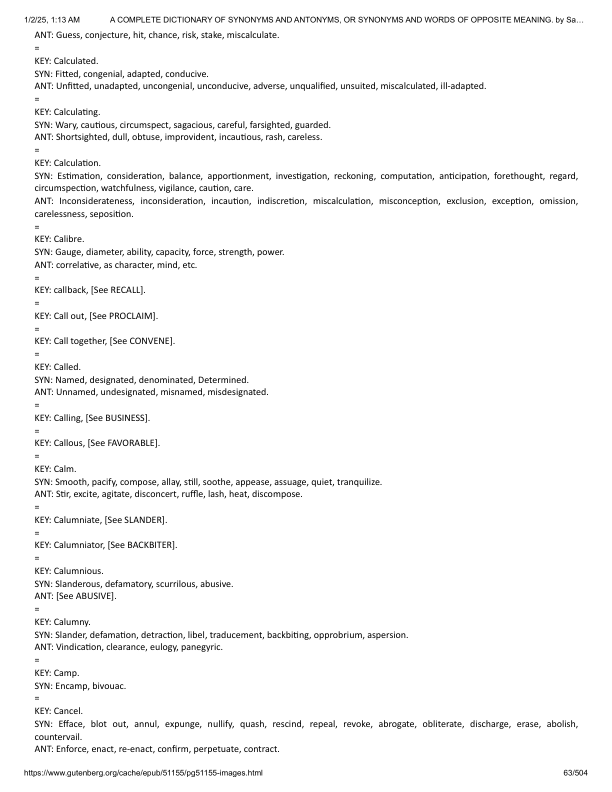 1/2/25, 1:13 AM A COMPLETE DICTIONARY OF SYNONYMS AND ANTONYMS, OR SYNONYMS AND WORDS OF OPPOSITE MEANING. by Sa…
ANT: Guess, conjecture, hit, chance, risk, stake, miscalculate.
=
KEY: Calculated.
SYN: Fitted, congenial, adapted, conducive.
ANT: Unfitted, unadapted, uncongenial, unconducive, adverse, unqualified, unsuited, miscalculated, ill-adapted.
=
KEY: Calculating.
SYN: Wary, cautious, circumspect, sagacious, careful, farsighted, guarded.
ANT: Shortsighted, dull, obtuse, improvident, incautious, rash, careless.
=
KEY: Calculation.
SYN: Estimation, consideration, balance, apportionment, investigation, reckoning, computation, anticipation, forethought, regard,
circumspection, watchfulness, vigilance, caution, care.
ANT: Inconsiderateness, inconsideration, incaution, indiscretion, miscalculation, misconception, exclusion, exception, omission,
carelessness, seposition.
=
KEY: Calibre.
SYN: Gauge, diameter, ability, capacity, force, strength, power.
ANT: correlative, as character, mind, etc.
=
KEY: callback, [See RECALL].
=
KEY: Call out, [See PROCLAIM].
=
KEY: Call together, [See CONVENE].
=
KEY: Called.
SYN: Named, designated, denominated, Determined.
ANT: Unnamed, undesignated, misnamed, misdesignated.
=
KEY: Calling, [See BUSINESS].
=
KEY: Callous, [See FAVORABLE].
=
KEY: Calm.
SYN: Smooth, pacify, compose, allay, still, soothe, appease, assuage, quiet, tranquilize.
ANT: Stir, excite, agitate, disconcert, ruffle, lash, heat, discompose.
=
KEY: Calumniate, [See SLANDER].
=
KEY: Calumniator, [See BACKBITER].
=
KEY: Calumnious.
SYN: Slanderous, defamatory, scurrilous, abusive.
ANT: [See ABUSIVE].
=
KEY: Calumny.
SYN: Slander, defamation, detraction, libel, traducement, backbiting, opprobrium, aspersion.
ANT: Vindication, clearance, eulogy, panegyric.
=
KEY: Camp.
SYN: Encamp, bivouac.
=
KEY: Cancel.
SYN: Efface, blot out, annul, expunge, nullify, quash, rescind, repeal, revoke, abrogate, obliterate, discharge, erase, abolish,
countervail.
ANT: Enforce, enact, re-enact, confirm, perpetuate, contract.
https://www.gutenberg.org/cache/epub/51155/pg51155-images.html 63/504